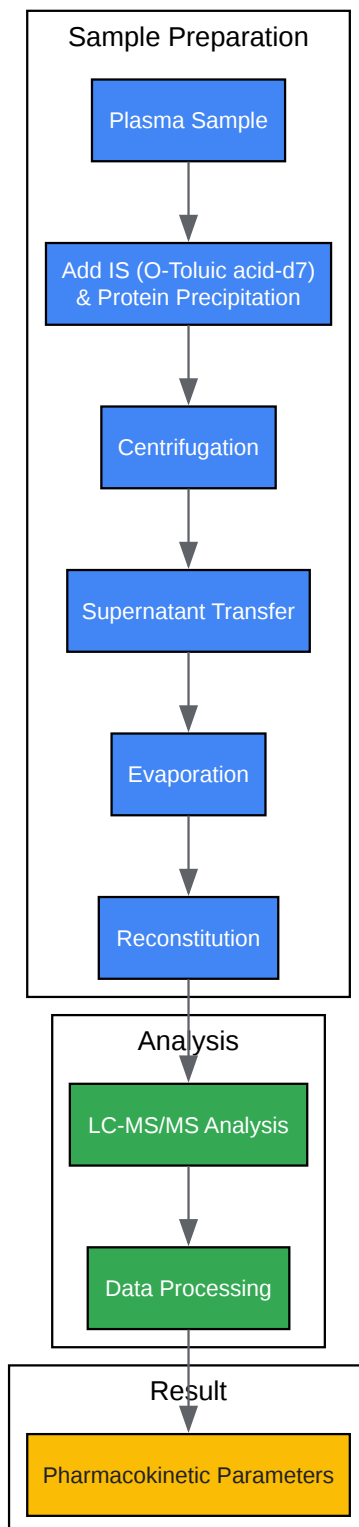 Sample Preparation
Plasma Sample
Add IS (O-Toluic acid-d7)
& Protein Precipitation
Centrifugation
Supernatant Transfer
Evaporation
Reconstitution
Analysis
LC-MS/MS Analysis
Data Processing
Result
Pharmacokinetic Parameters